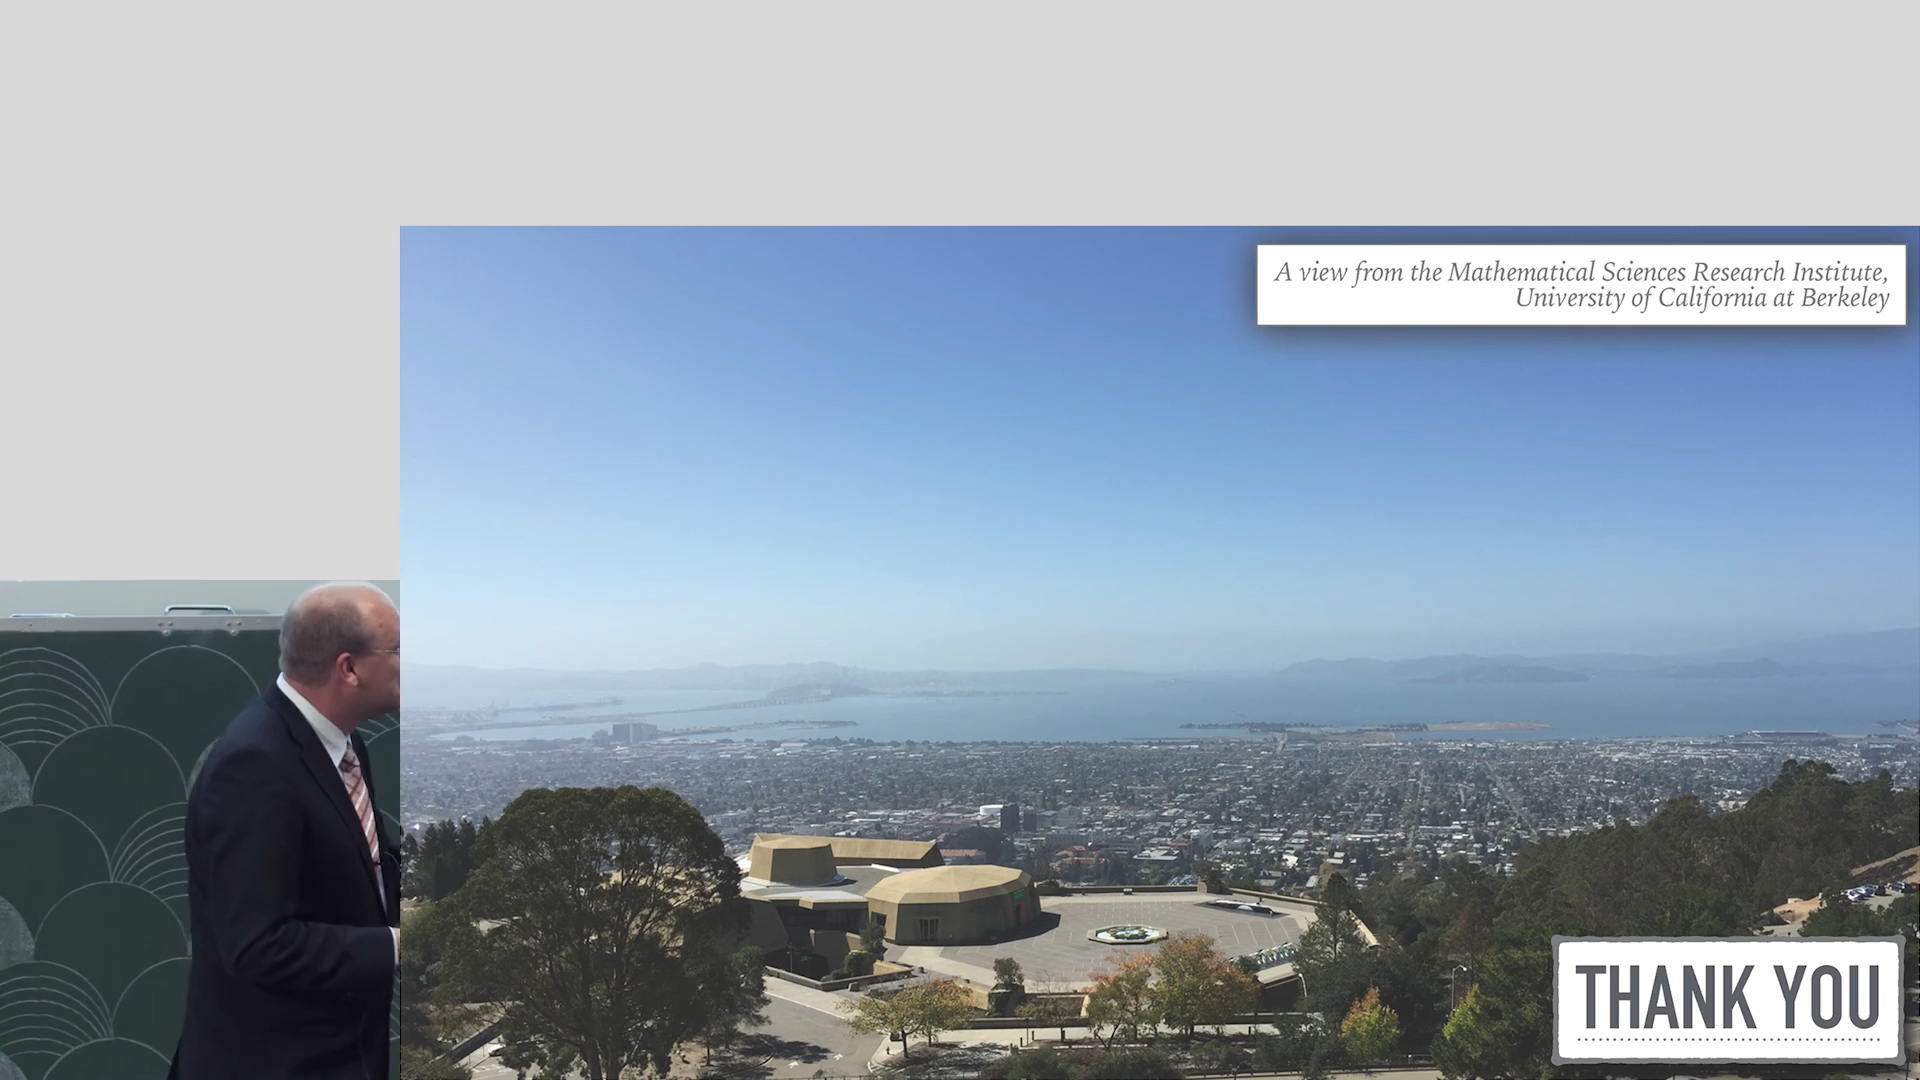 A view from the Mathematical Sciences Research Institute,
University of California at Berkeley
THANK YOU